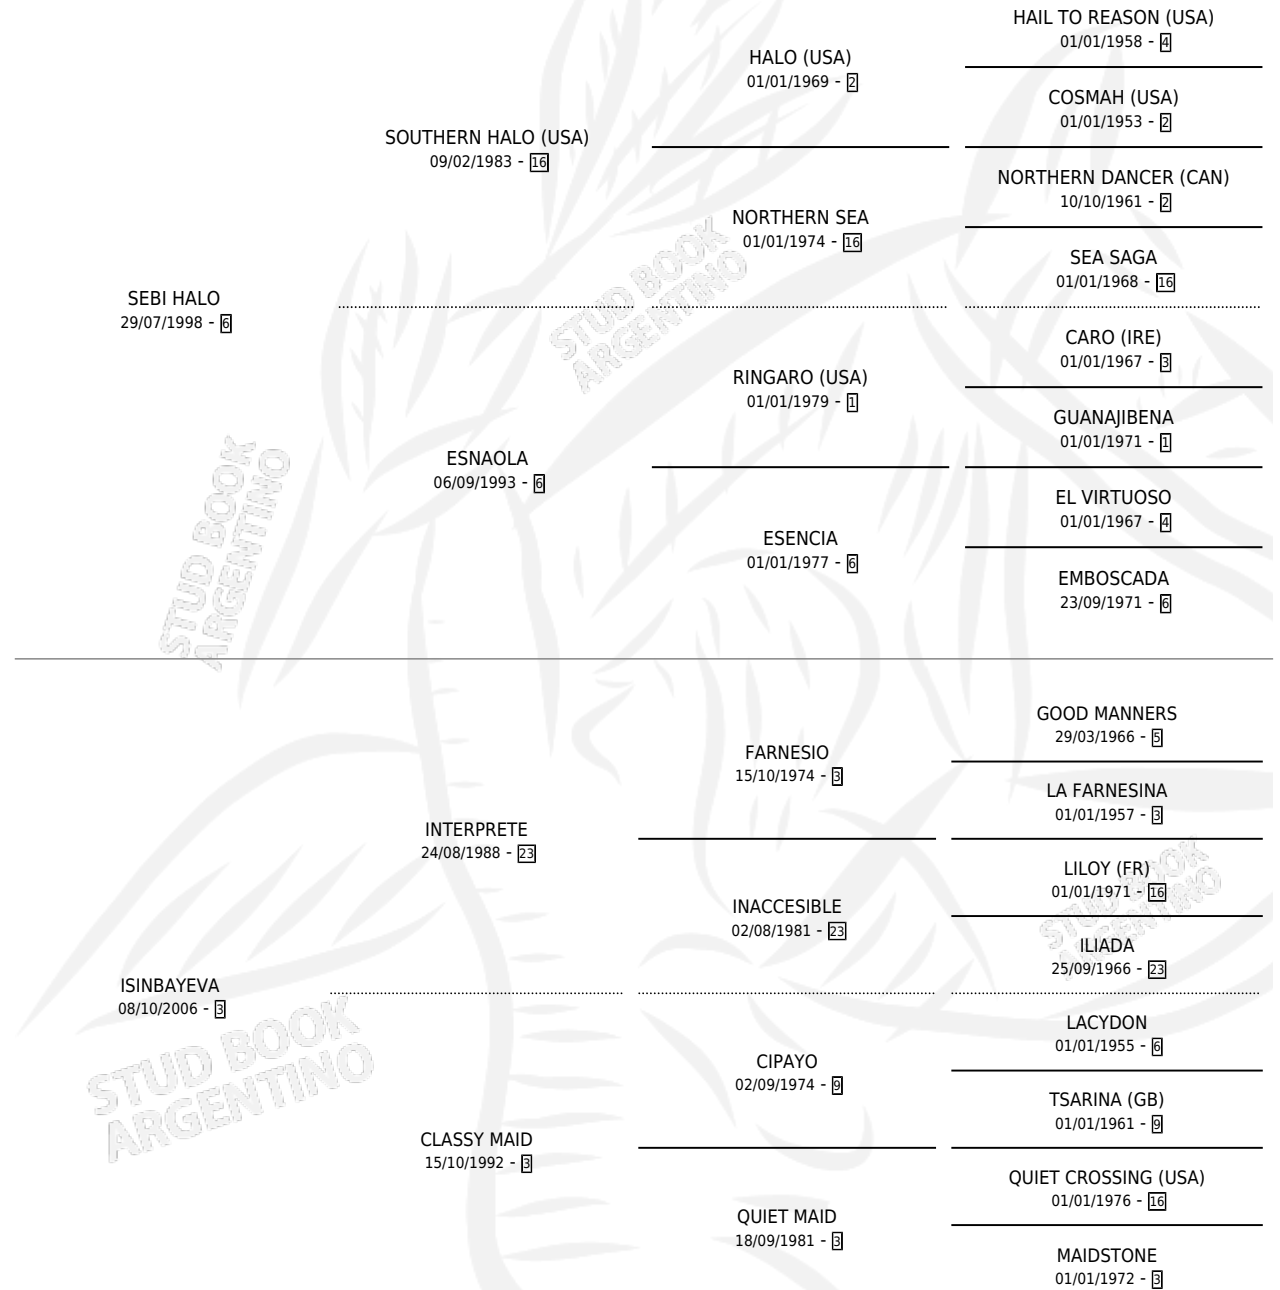 HAIL TO REASON (USA)
01/01/1958 - 4
HALO (USA)
01/01/1969 - 2
COSMAH (USA)
01/01/1953 - 2
SOUTHERN HALO (USA)
09/02/1983 - 16
NORTHERN DANCER (CAN)
10/10/1961 - 2
NORTHERN SEA
01/01/1974 - 16
SEA SAGA
01/01/1968 - 16
SEBI HALO
29/07/1998 - 6
CARO (IRE)
01/01/1967 - 3
RINGARO (USA)
01/01/1979 - 1
GUANAJIBENA
01/01/1971 - 1
ESNAOLA
06/09/1993 - 6
EL VIRTUOSO
01/01/1967 - 4
ESENCIA
01/01/1977 - 6
EMBOSCADA
23/09/1971 - 6
STUD BOOK
ARGENTINO
STUD BOOK
ARGENTINO
GOOD MANNERS
29/03/1966 - 5
FARNESIO
15/10/1974 - 3
LA FARNESINA
01/01/1957 - 3
INTERPRETE
24/08/1988 - 23
LILOY (FR)
01/01/1971 - 16
INACCESIBLE
02/08/1981 - 23
ILIADA
25/09/1966 - 23
STUD BOOK
ARGENTINO
ISINBAYEVA
08/10/2006 - 3
LACYDON
01/01/1955 - 6
CIPAYO
02/09/1974 - 9
TSARINA (GB)
01/01/1961 - 9
STUD BOOK
ARGENTINO
CLASSY MAID
15/10/1992 - 3
QUIET CROSSING (USA)
01/01/1976 - 16
QUIET MAID
18/09/1981 - 3
MAIDSTONE
01/01/1972 - 3